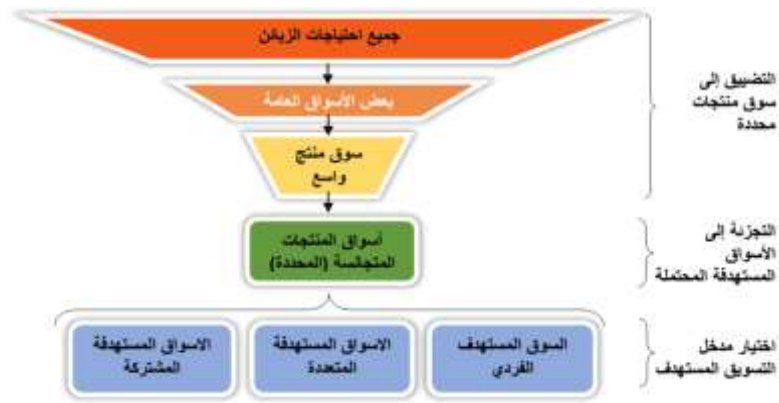 جميع احتياجات الزبائن
بعض الأسواق العامة
سوق منتج
واسع
التضييق إلى
سوق منتجات
محددة
أسواق المنتجات
المتجانسة (المحددة)
التجزئة إلى
الأسواق
المستهدفة المحتملة
السوق المستهدف
الفردي
الاسواق المستهدفة
المتعددة
الاسواق المستهدفة
المشتركة
اختيار مدخل
التسويق المستهدف